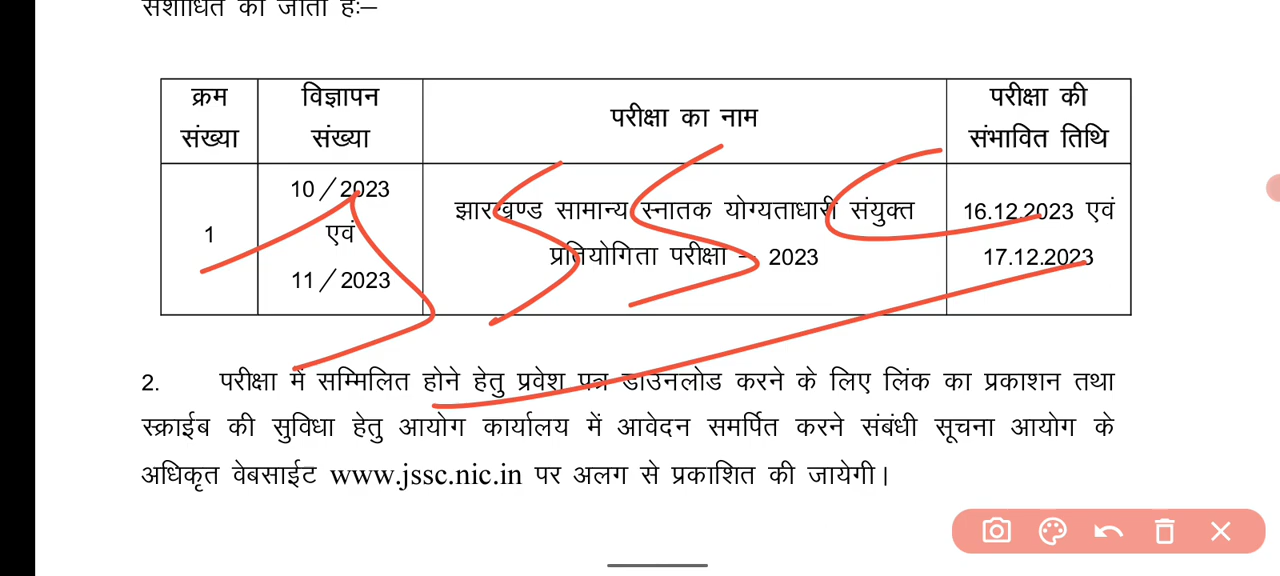 संशोधित की जाती हैः—
क्रम संख्या
विज्ञापन संख्या
परीक्षा का नाम
परीक्षा की संभावित तिथि
1
10/2023
एवं
11/2023
झारखण्ड सामान्य स्नातक योग्यताधारी संयुक्त
प्रतियोगिता परीक्षा – 2023
16.12.2023 एवं
17.12.2023
JSSC
2. परीक्षा में सम्मिलित होने हेतु प्रवेश पत्र डाउनलोड करने के लिए लिंक का प्रकाशन तथा
स्क्राईब की सुविधा हेतु आयोग कार्यालय में आवेदन समर्पित करने संबंधी सूचना आयोग के
अधिकृत वेबसाईट www.jssc.nic.in पर अलग से प्रकाशित की जायेगी।